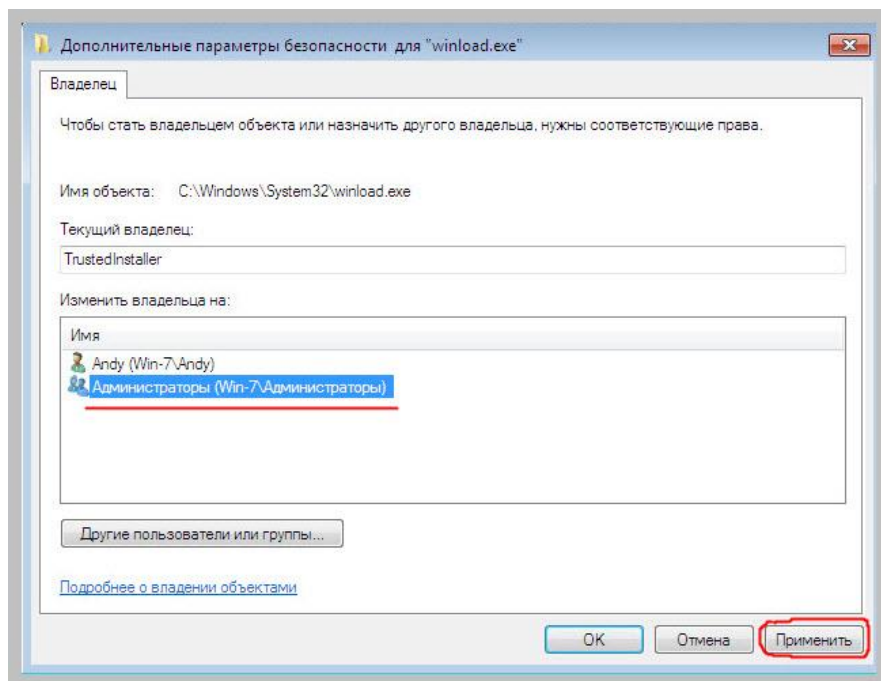 Дополнительные параметры безопасности для "winload.exe"
Владелец
Чтобы стать владельцем объекта или назначить другого владельца, нужны соответствующие права.
Имя объекта: C:\Windows\System32\winload.exe
Текущий владелец:
TrustedInstaller
Изменить владельца на:
Имя
Andy (Win-7\Andy)
Администраторы (Win-7\Администраторы)
Другие пользователи или группы...
Подробнее о владении объектами
OK Отмена Применить